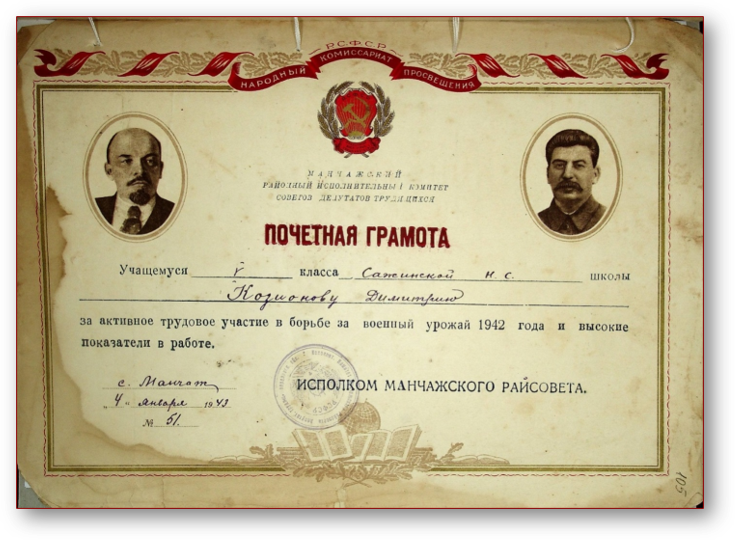 РСФСР
НАРОДНЫЙ КОМИССАРИАТ ПРОСВЕЩЕНИЯ
МАНЧАЖСКИЙ
РАЙОННЫЙ ИСПОЛНИТЕЛЬНЫЙ КОМИТЕТ
СОВЕТОВ ДЕПУТАТОВ ТРУДЯЩИХСЯ
ПОЧЕТНАЯ ГРАМОТА
Учащемуся V класса Сажинской н. с. школы
Козионову Димитрию
за активное трудовое участие в борьбе за военный урожай 1942 года и высокие
показатели в работе.
с. Манчаж
ИСПОЛКОМ МАНЧАЖСКОГО РАЙСОВЕТА.
„4" января 1943
№ 51.
105